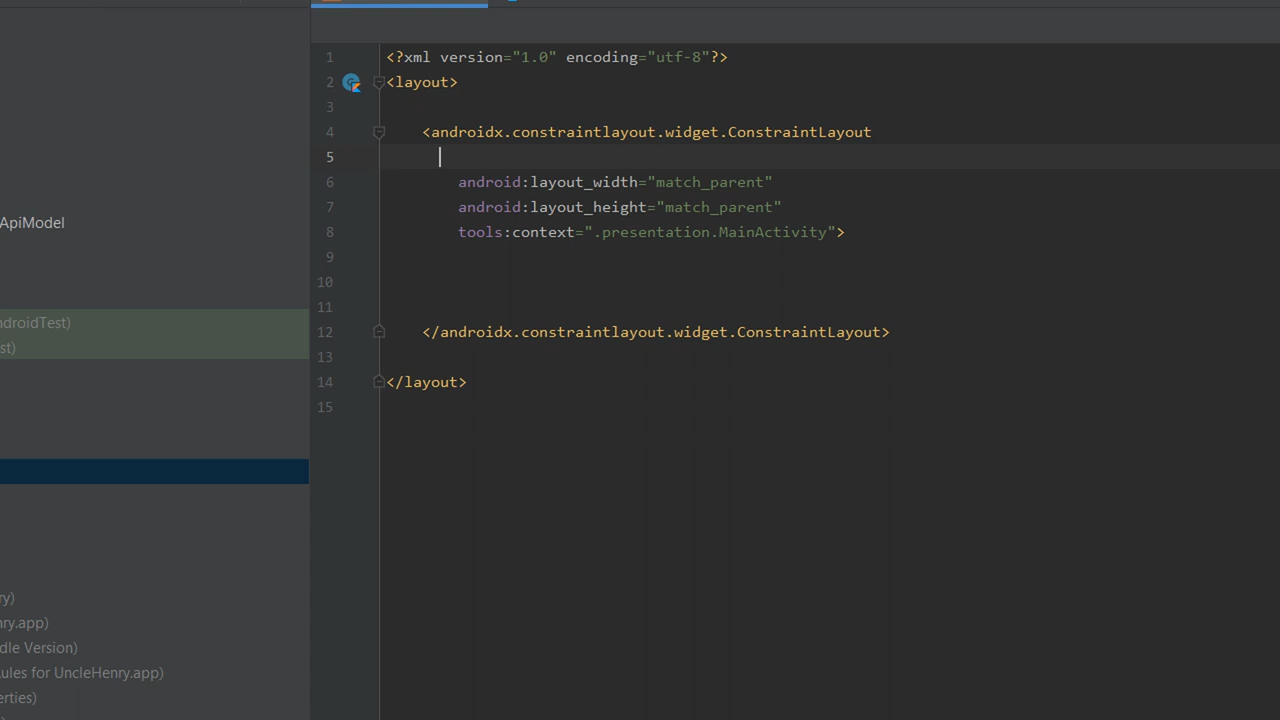 <?xml version="1.0" encoding="utf-8"?>
<layout>
<androidx.constraintlayout.widget.ConstraintLayout
android:layout_width="match_parent"
android:layout_height="match_parent"
tools:context=".presentation.MainActivity">
</androidx.constraintlayout.widget.ConstraintLayout>
</layout>
1
2
3
4
5
6
7
8
9
10
11
12
13
14
15
ApiModel
ndroidTest)
st)
ry)
nry.app)
dle Version)
ules for UncleHenry.app)
erties)